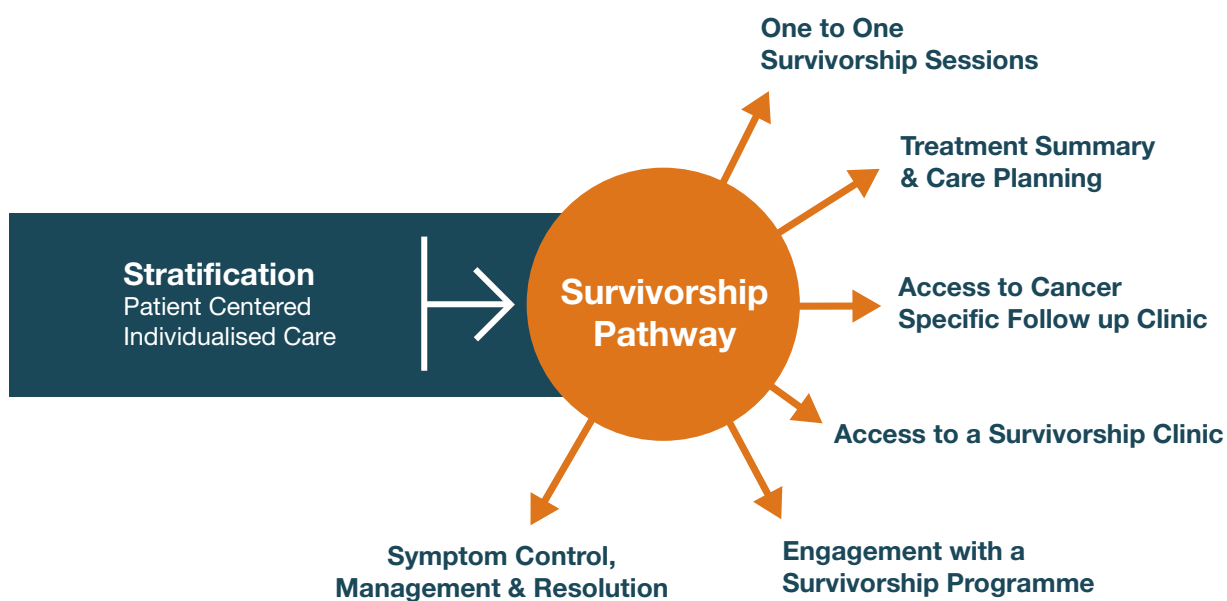 One to One
Survivorship Sessions
Treatment Summary
& Care Planning
Stratification
Patient Centered
Individualised Care
Survivorship
Pathway
Access to Cancer
Specific Follow up Clinic
Access to a Survivorship Clinic
Engagement with a
Survivorship Programme
Symptom Control,
Management & Resolution